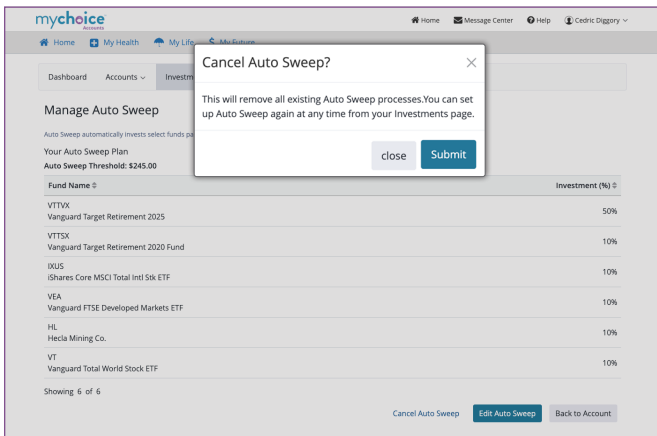 mychoice
Accounts
Home Message Center Help Cedric Diggory
Home My Health My Life $ My Future
Dashboard Accounts Investm
Cancel Auto Sweep?
This will remove all existing Auto Sweep processes.You can set
up Auto Sweep again at any time from your Investments page.
close Submit
Manage Auto Sweep
Auto Sweep automatically invests select funds pa
Your Auto Sweep Plan
Auto Sweep Threshold: $245.00
Fund Name Investment (%)
VTTVX
Vanguard Target Retirement 2025
50%
VTTSX
Vanguard Target Retirement 2020 Fund
10%
IXUS
iShares Core MSCI Total Intl Stk ETF
10%
VEA
Vanguard FTSE Developed Markets ETF
10%
HL
Hecla Mining Co.
10%
VT
Vanguard Total World Stock ETF
10%
Showing 6 of 6
Cancel Auto Sweep Edit Auto Sweep Back to Account